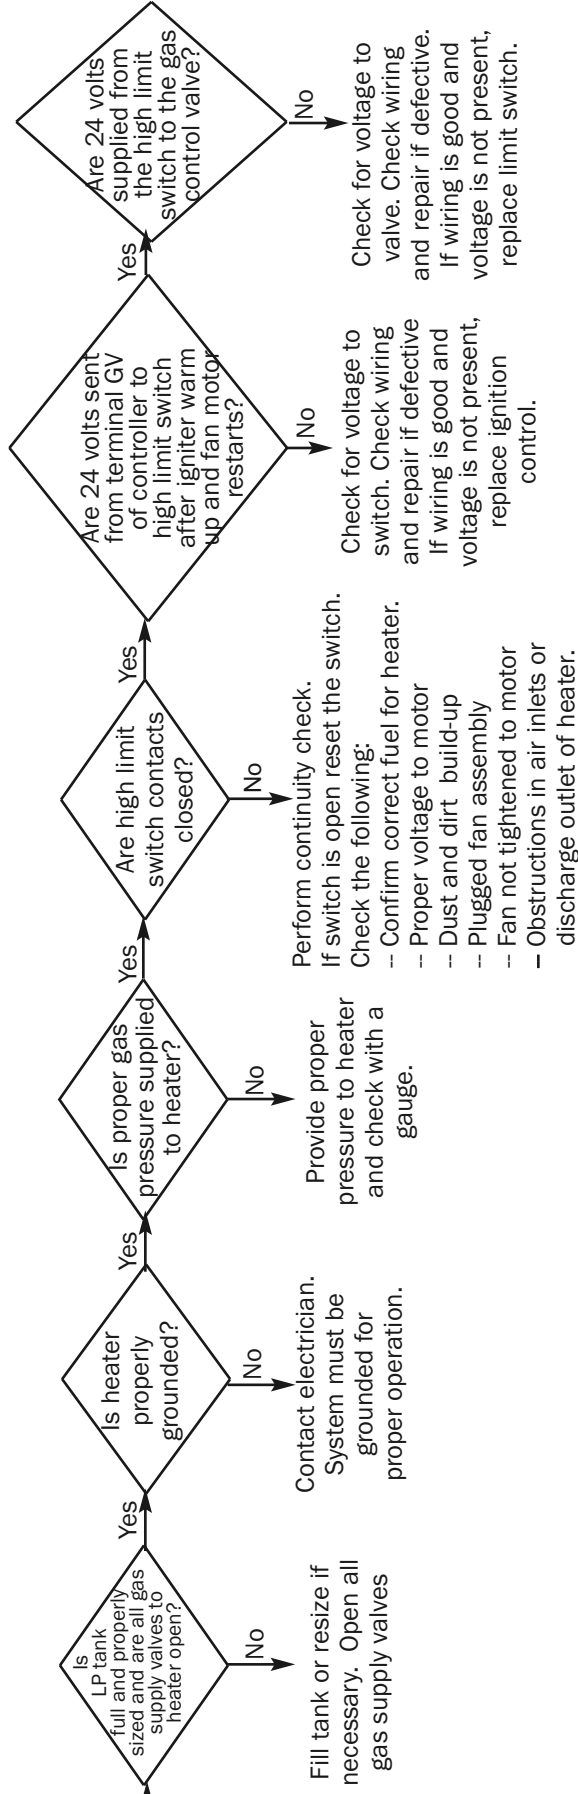 Is
LP tank
full and properly
sized and are all gas
supply valves to
heater open?
Yes
No
Fill tank or resize if
necessary. Open all
gas supply valves
Is heater
properly
grounded?
Yes
No
Contact electrician.
System must be
grounded for
proper operation.
Is proper gas
pressure supplied
to heater?
Yes
No
Provide proper
pressure to heater
and check with a
gauge.
Are high limit
switch contacts
closed?
Yes
No
Perform continuity check.
If switch is open reset the switch.
Check the following:
-- Confirm correct fuel for heater.
-- Proper voltage to motor
-- Dust and dirt build-up
-- Plugged fan assembly
-- Fan not tightened to motor
– Obstructions in air inlets or
discharge outlet of heater.
Are 24 volts sent
from terminal GV
of controller to
high limit switch
after igniter warm
up and fan motor
restarts?
Yes
No
Check for voltage to
switch. Check wiring
and repair if defective
If wiring is good and
voltage is not present,
replace ignition
control.
Are 24 volts
supplied from
the high limit
switch to the gas
control valve?
No
Check for voltage to
valve. Check wiring
and repair if defective.
If wiring is good and
voltage is not present,
replace limit switch.